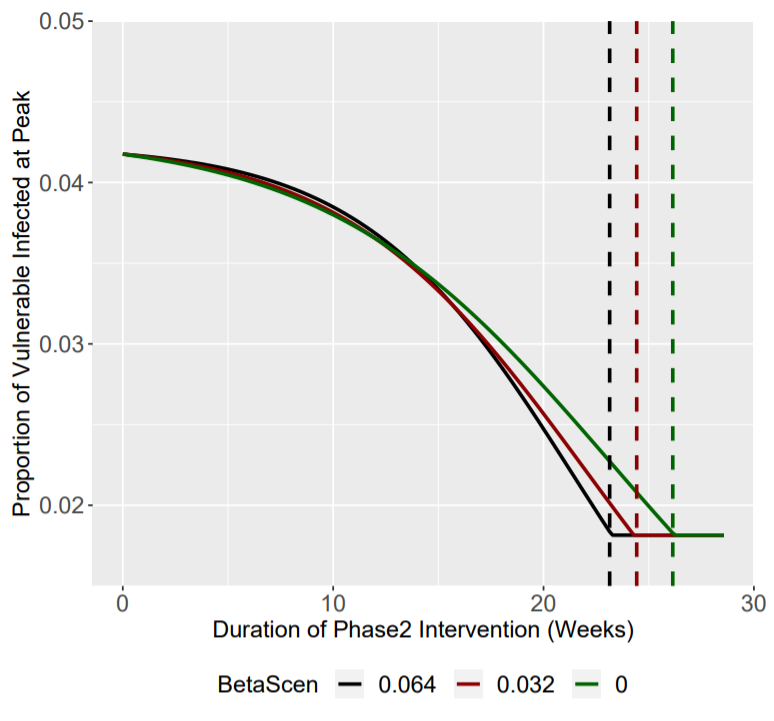 0.05
0.04
0.03
0.02
Proportion of Vulnerable Infected at Peak
0 10 20 30
Duration of Phase2 Intervention (Weeks)
BetaScen 0.064 0.032 0